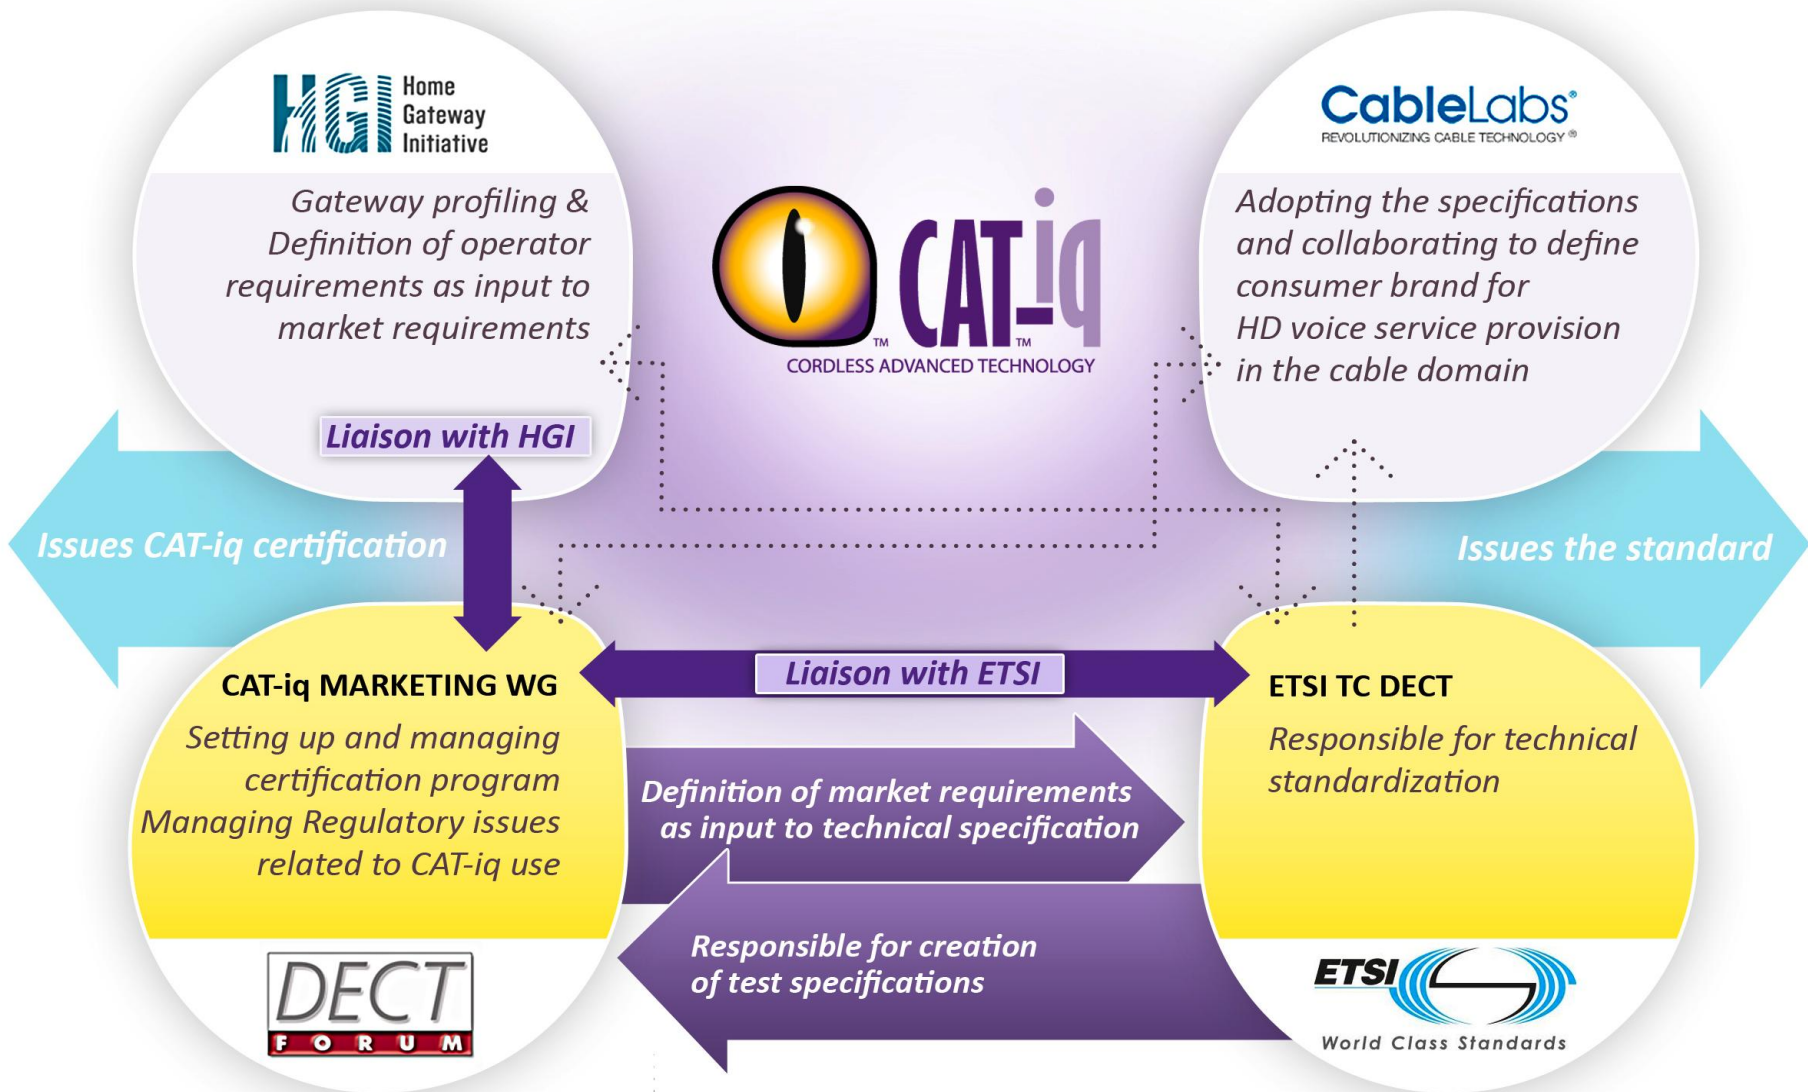 HGI
Home
Gateway
Initiative
Gateway profiling &
Definition of operator
requirements as input to
market requirements
Liaison with HGI
CAT-iq
TM
TM
CORDLESS ADVANCED TECHNOLOGY
CableLabs®
REVOLUTIONIZING CABLE TECHNOLOGY ®
Adopting the specifications
and collaborating to define
consumer brand for
HD voice service provision
in the cable domain
Issues CAT-iq certification
Issues the standard
CAT-iq MARKETING WG
Setting up and managing
certification program
Managing Regulatory issues
related to CAT-iq use
DECT
FORUM
Liaison with ETSI
Definition of market requirements
as input to technical specification
Responsible for creation
of test specifications
ETSI TC DECT
Responsible for technical
standardization
ETSI
World Class Standards